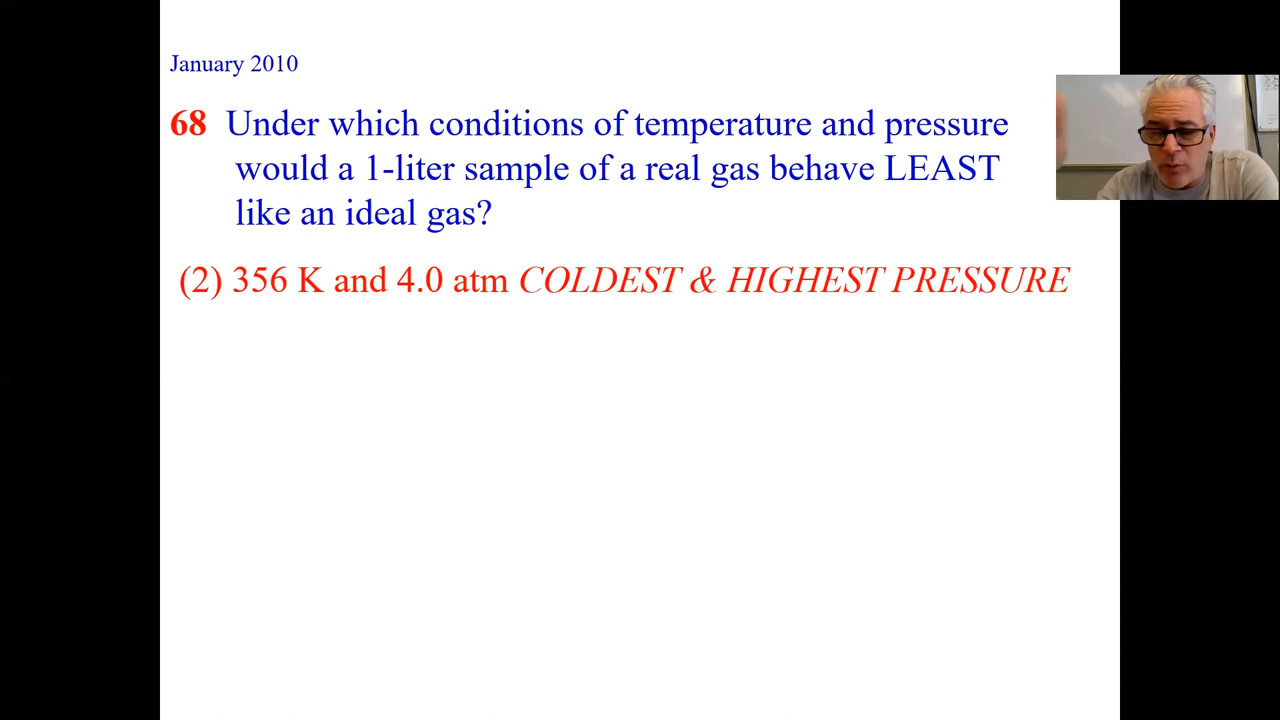 January 2010
68 Under which conditions of temperature and pressure
would a 1-liter sample of a real gas behave LEAST
like an ideal gas?
(2) 356 K and 4.0 atm COLDEST & HIGHEST PRESSURE